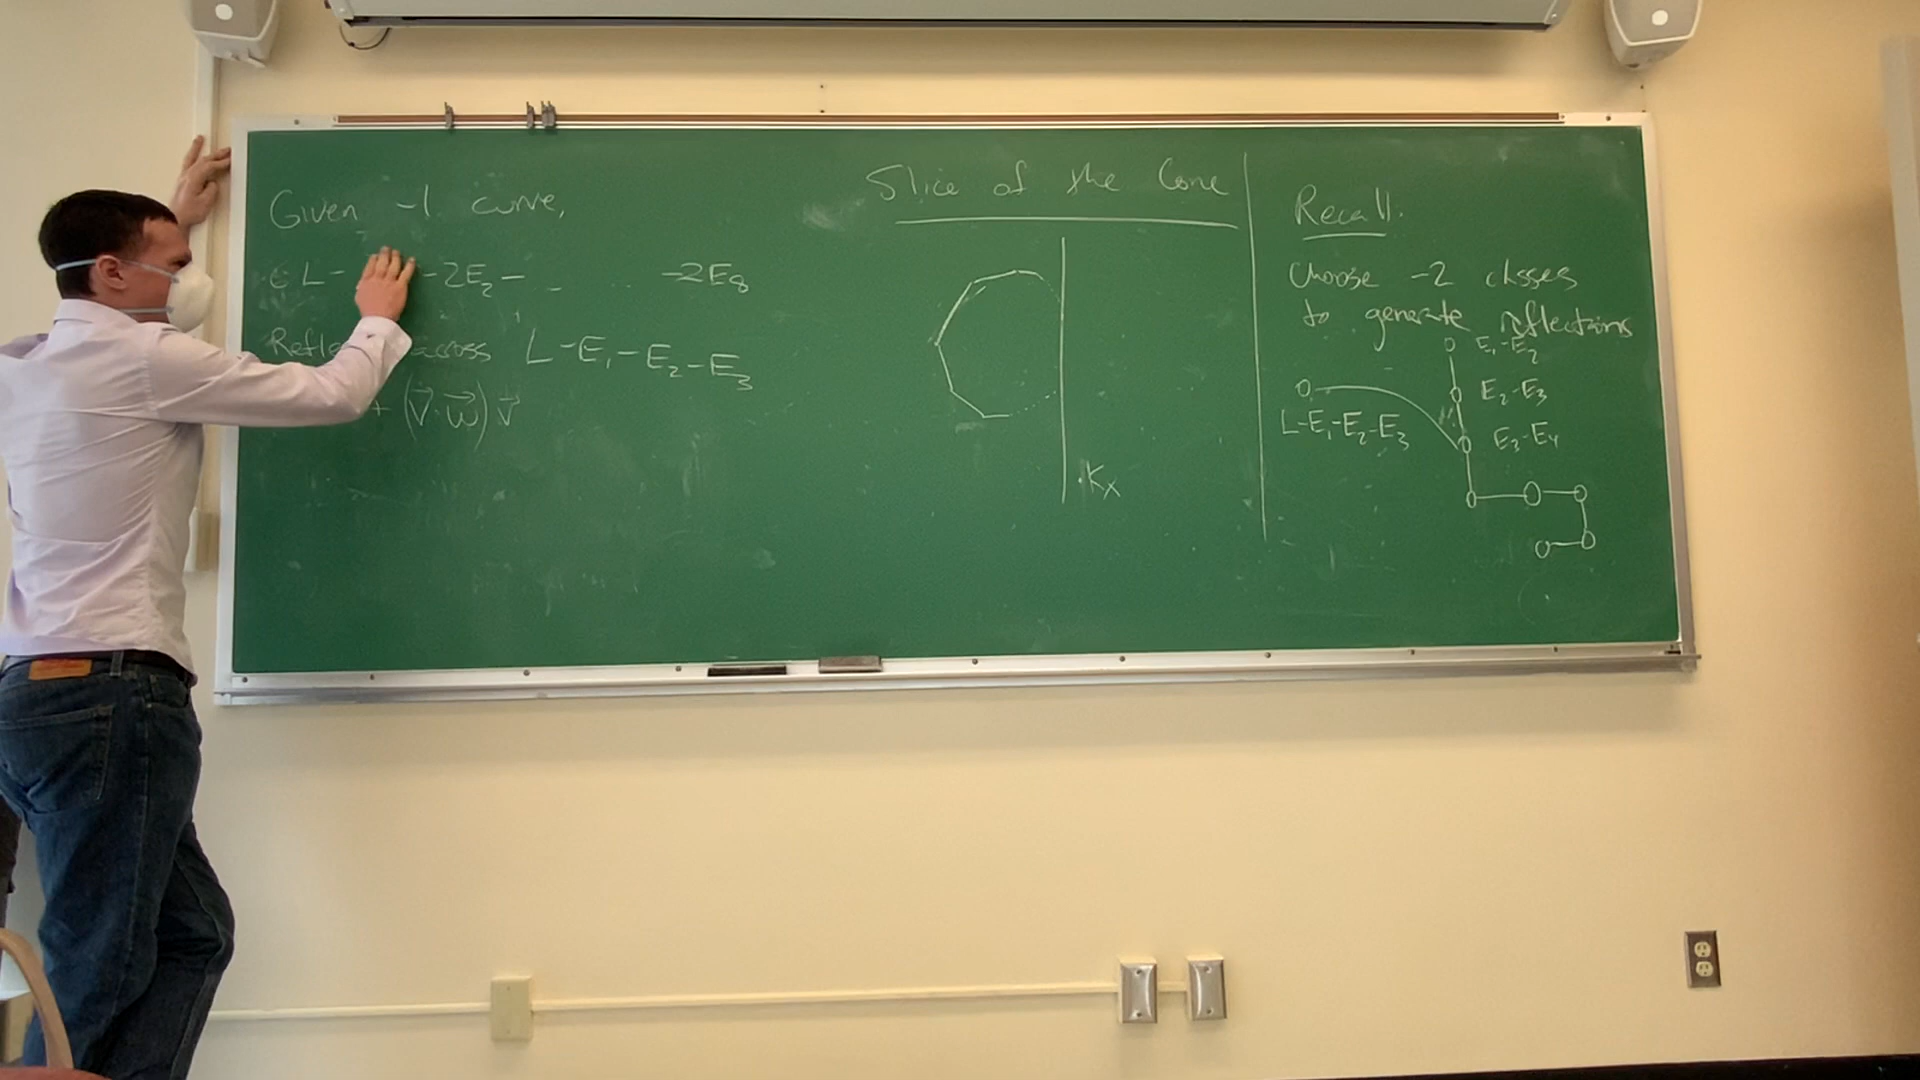 Given -1 curve,
6L- -2E₂- ... -2E₈
across L-E₁-E₂-E₃
+ (v⃗·w⃗)v⃗
Slice of the Cone
·Kx
Recall.
Choose -2 classes
to generate reflections
E₁-E₂
E₂-E₃
L-E₁-E₂-E₃
E₃-E₄